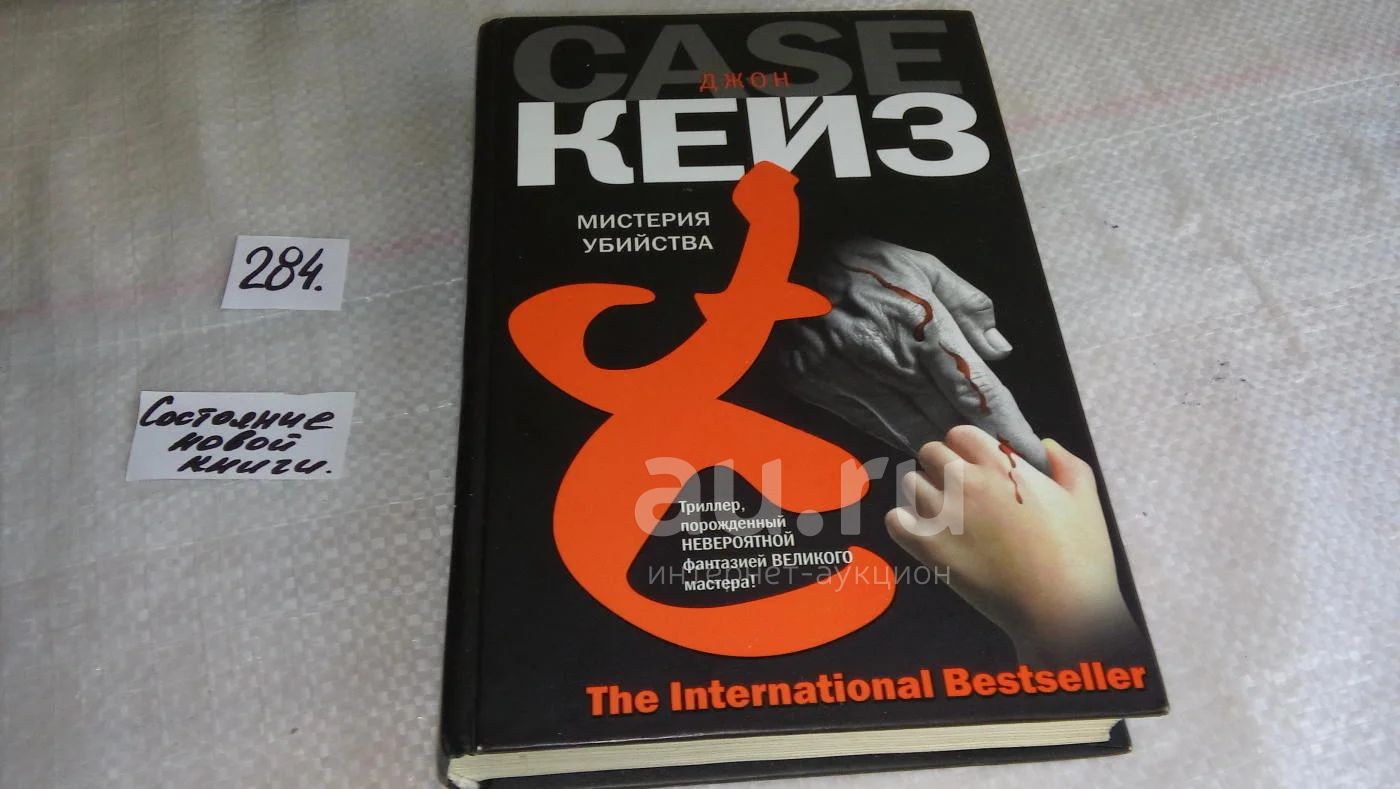 CASE
ДЖОН
КЕЙЗ
МИСТЕРИЯ
УБИЙСТВА
284.
Состояние
новой
книги.
Триллер,
порожденный
НЕВЕРОЯТНОЙ
фантазией ВЕЛИКОГО
мастера!
au.ru
интернет-аукцион
The International Bestseller